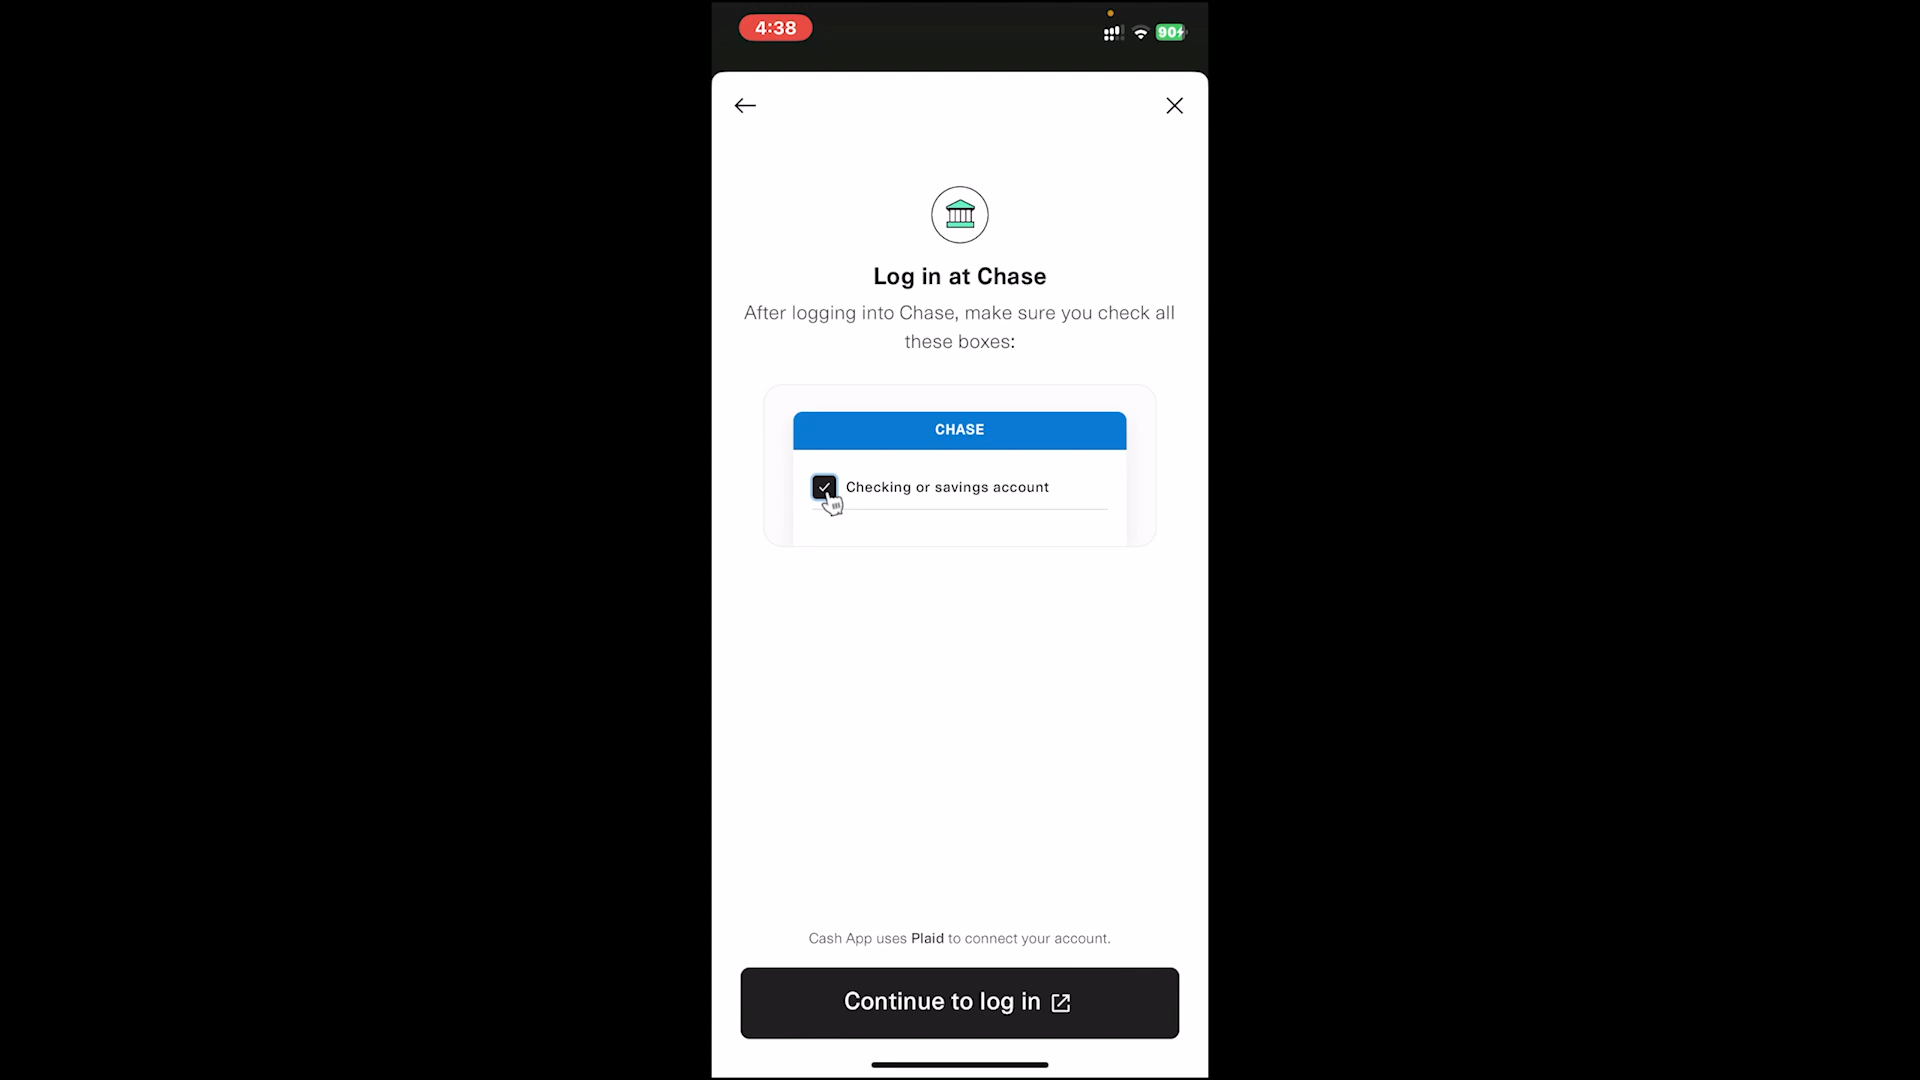 4:38
90
Log in at Chase
After logging into Chase, make sure you check all
these boxes:
CHASE
Checking or savings account
Cash App uses Plaid to connect your account.
Continue to log in